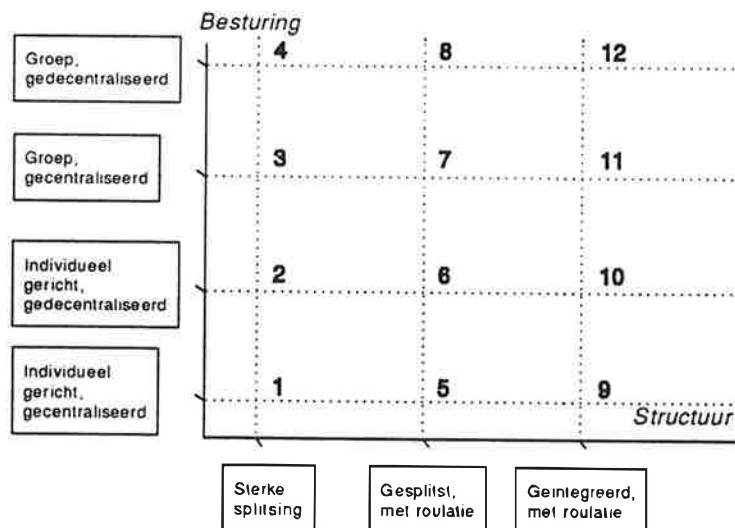 Besturing
Groep,
gedecentraliseerd
4 8 12
Groep,
gecentraliseerd
3 7 11
Individueel
gericht,
gedecentraliseerd
2 6 10
Individueel
gericht,
gecentraliseerd
1 5 9
Structuur
Sterke
splitsing
Gesplitst,
met roulatie
Geïntegreerd,
met roulatie